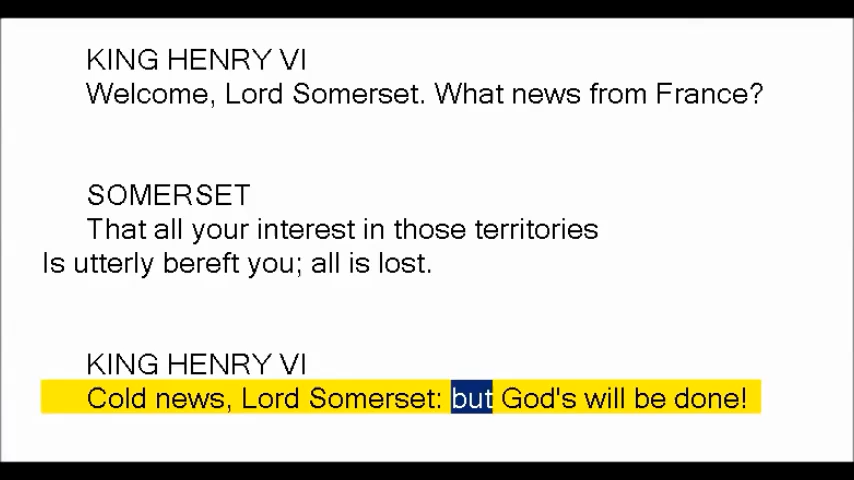 KING HENRY VI
Welcome, Lord Somerset. What news from France?
SOMERSET
That all your interest in those territories
Is utterly bereft you; all is lost.
KING HENRY VI
Cold news, Lord Somerset: but God's will be done!